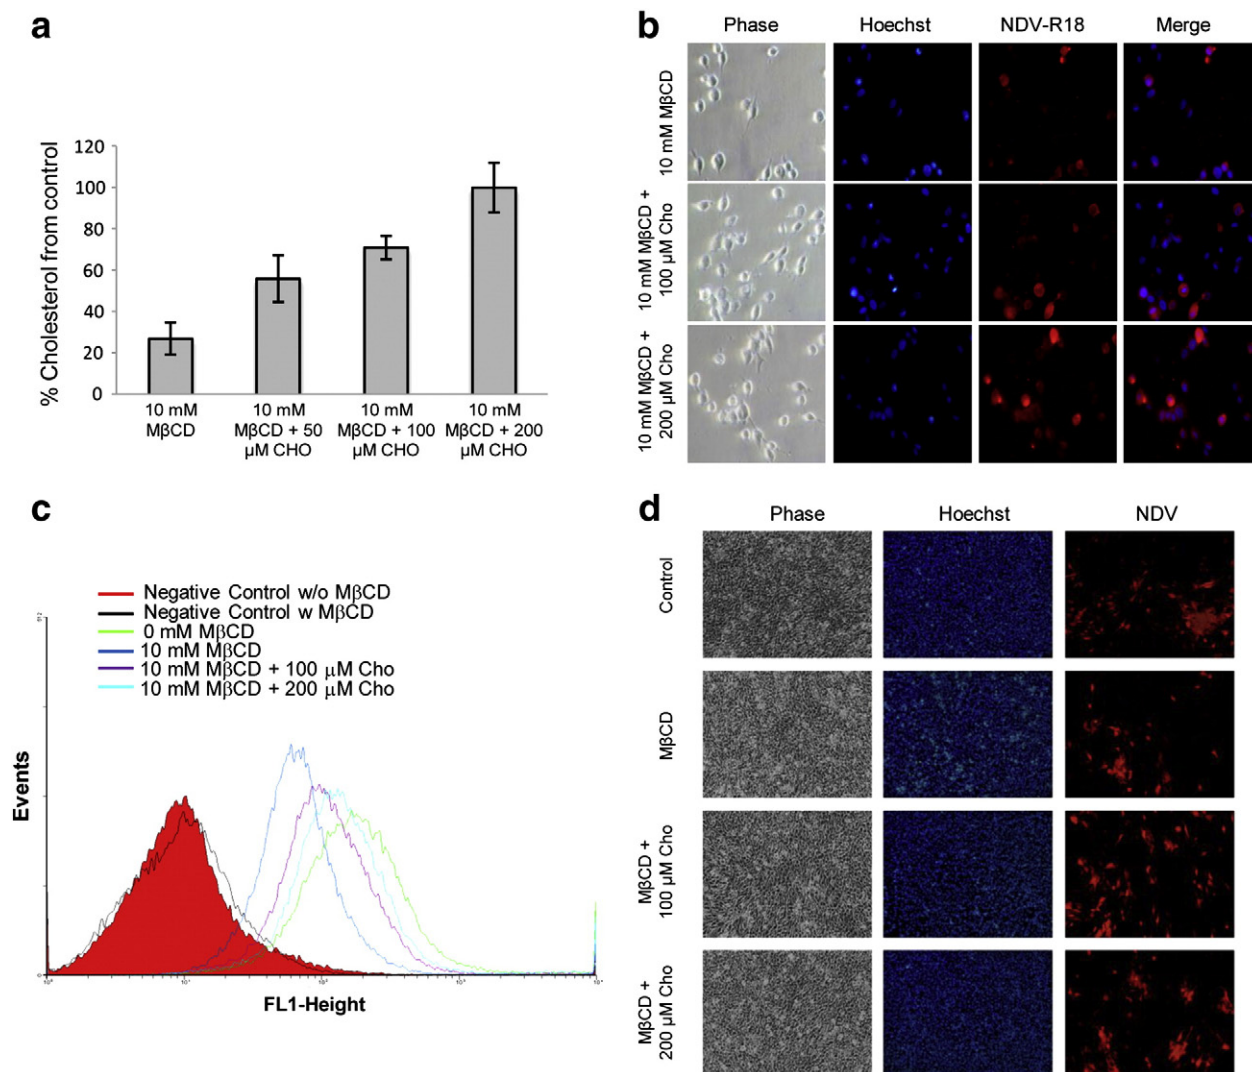 a
% Cholesterol from control
120
100
80
60
40
20
0
10 mM
MβCD
10 mM
MβCD + 50
μM CHO
10 mM
MβCD + 100
μM CHO
10 mM
MβCD + 200
μM CHO
b
Phase
Hoechst
NDV-R18
Merge
10 mM MβCD
10 mM MβCD +
100 μM Cho
10 mM MβCD +
200 μM Cho
c
Negative Control w/o MβCD
Negative Control w MβCD
0 mM MβCD
10 mM MβCD
10 mM MβCD + 100 μM Cho
10 mM MβCD + 200 μM Cho
Events
FL1-Height
d
Phase
Hoechst
NDV
Control
MβCD
MβCD +
100 μM Cho
MβCD +
200 μM Cho